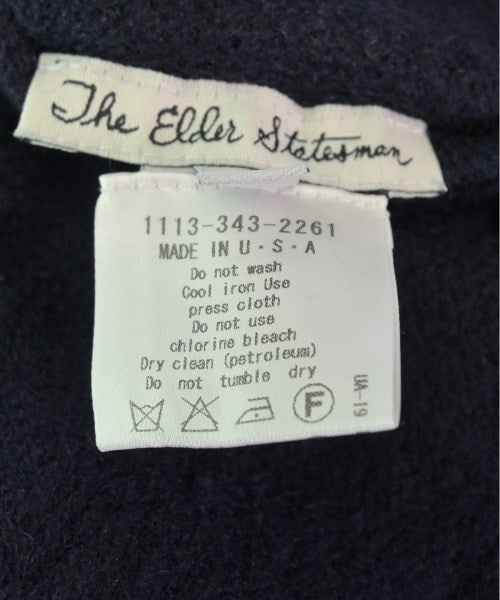 The Elder Statesman
1113-343-2261
MADE IN U・S・A
Do not wash
Cool iron Use
press cloth
Do not use
chlorine bleach
Dry clean (petroleum)
Do not tumble dry
F
UA-19